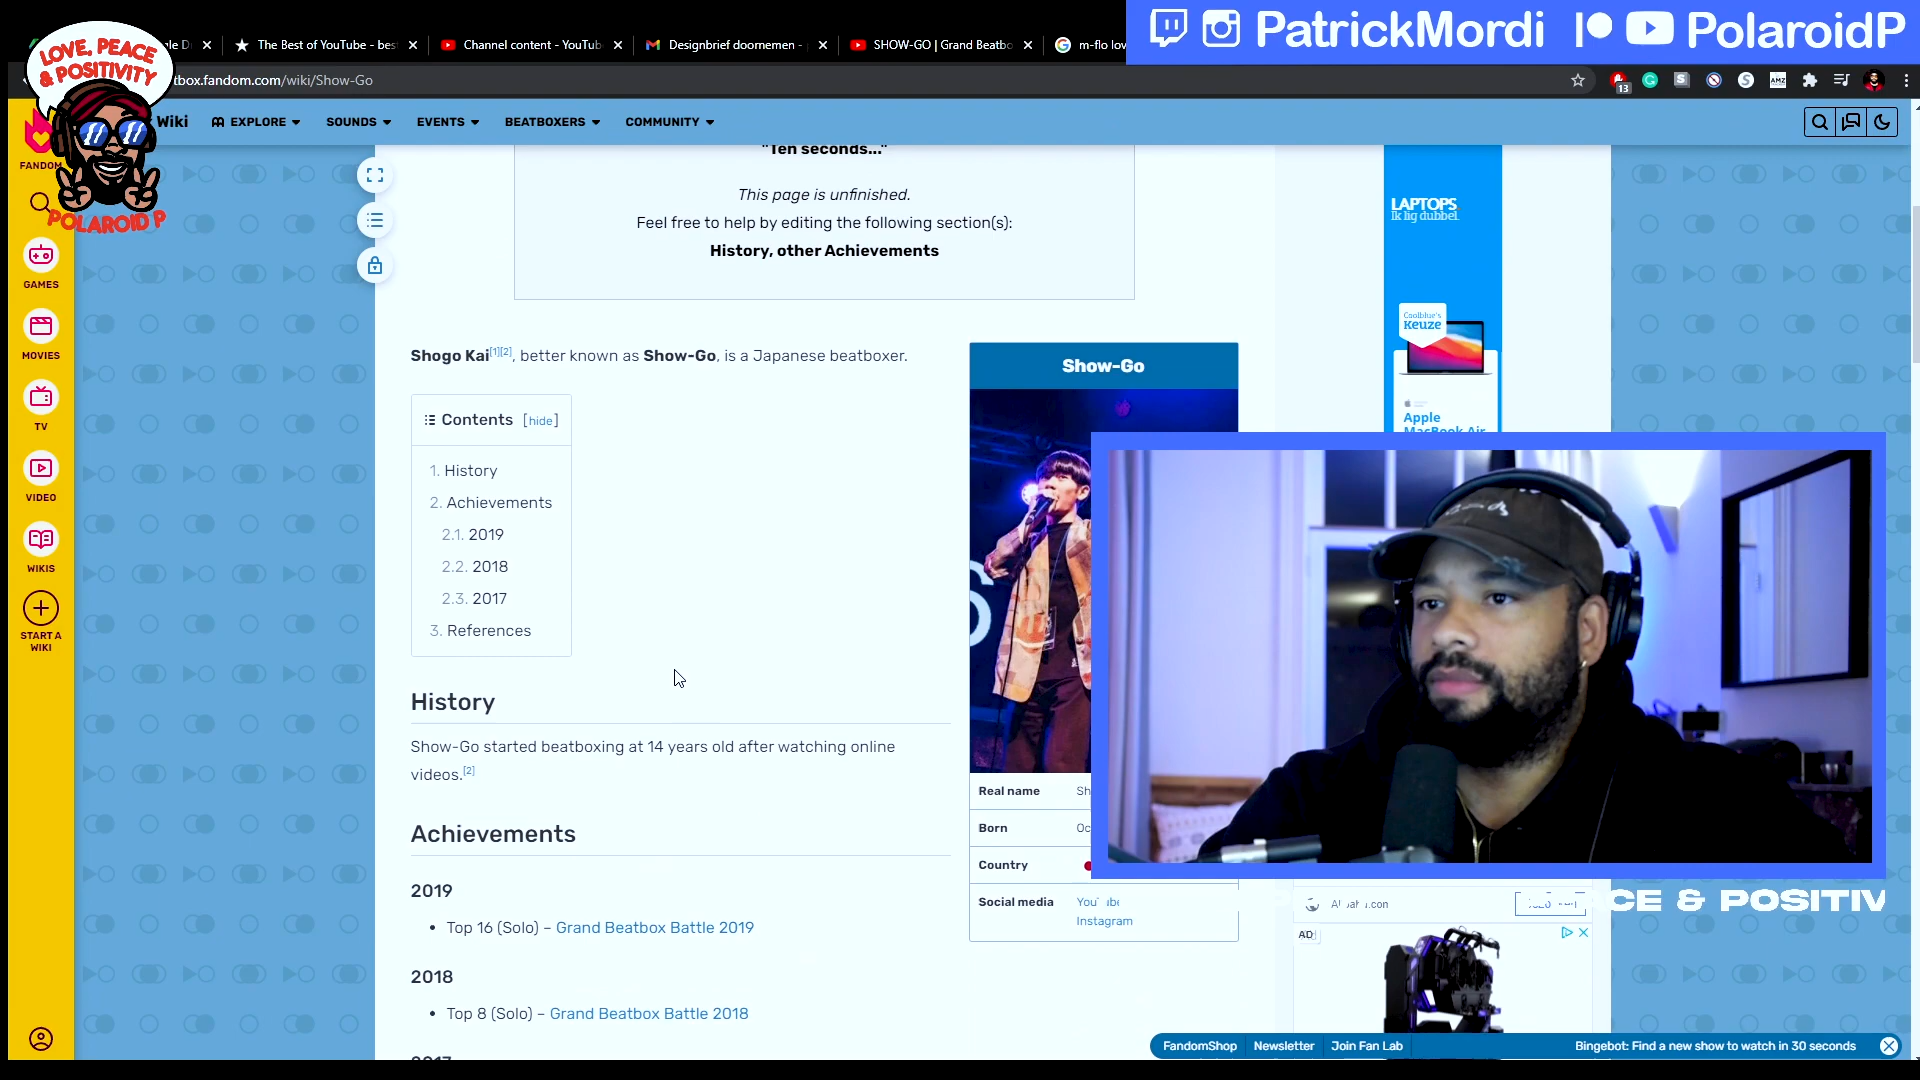 LOVE, PEACE
& POSITIVITY
POLAROID P
The Best of YouTube - bes
Channel content - YouTub
Designbrief doomemen -
SHOW-GO | Grand Beatbo
m-flo lov
PatrickMordi
PolaroidP
tbox.fandom.com/wiki/Show-Go
13
AMZ
Wiki
EXPLORE
SOUNDS
EVENTS
BEATBOXERS
COMMUNITY
FANDOM
GAMES
MOVIES
TV
VIDEO
WIKIS
START A
WIKI
"Ten seconds..."
This page is unfinished.
Feel free to help by editing the following section(s):
History, other Achievements
Shogo Kai[1][2], better known as Show-Go, is a Japanese beatboxer.
Contents [hide]
1. History
2. Achievements
2.1. 2019
2.2. 2018
2.3. 2017
3. References
History
Show-Go started beatboxing at 14 years old after watching online
videos.[2]
Achievements
2019
• Top 16 (Solo) – Grand Beatbox Battle 2019
2018
• Top 8 (Solo) – Grand Beatbox Battle 2018
2017
Show-Go
Real name Sh
Born Oc
Country
Social media
Instagram
LAPTOPS
Ik lig dubbel.
Coolblue's
Keuze
Apple
MacBook Air
CE & POSITIV
AD
FandomShop
Newsletter
Join Fan Lab
Bingebot: Find a new show to watch in 30 seconds